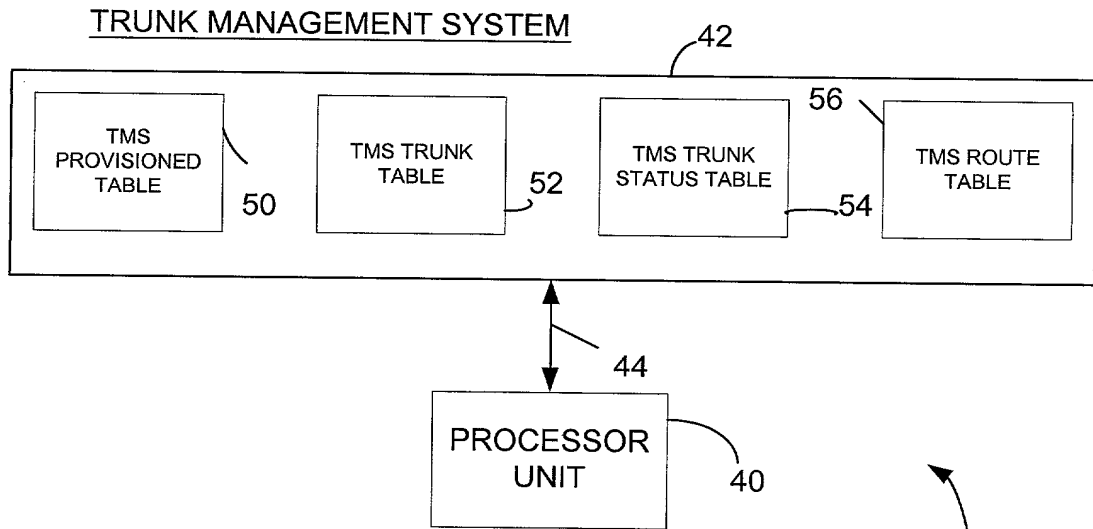 TRUNK MANAGEMENT SYSTEM
42
TMS
PROVISIONED
TABLE
50
TMS TRUNK
TABLE
52
TMS TRUNK
STATUS TABLE
54
56
TMS ROUTE
TABLE
44
PROCESSOR
UNIT
40